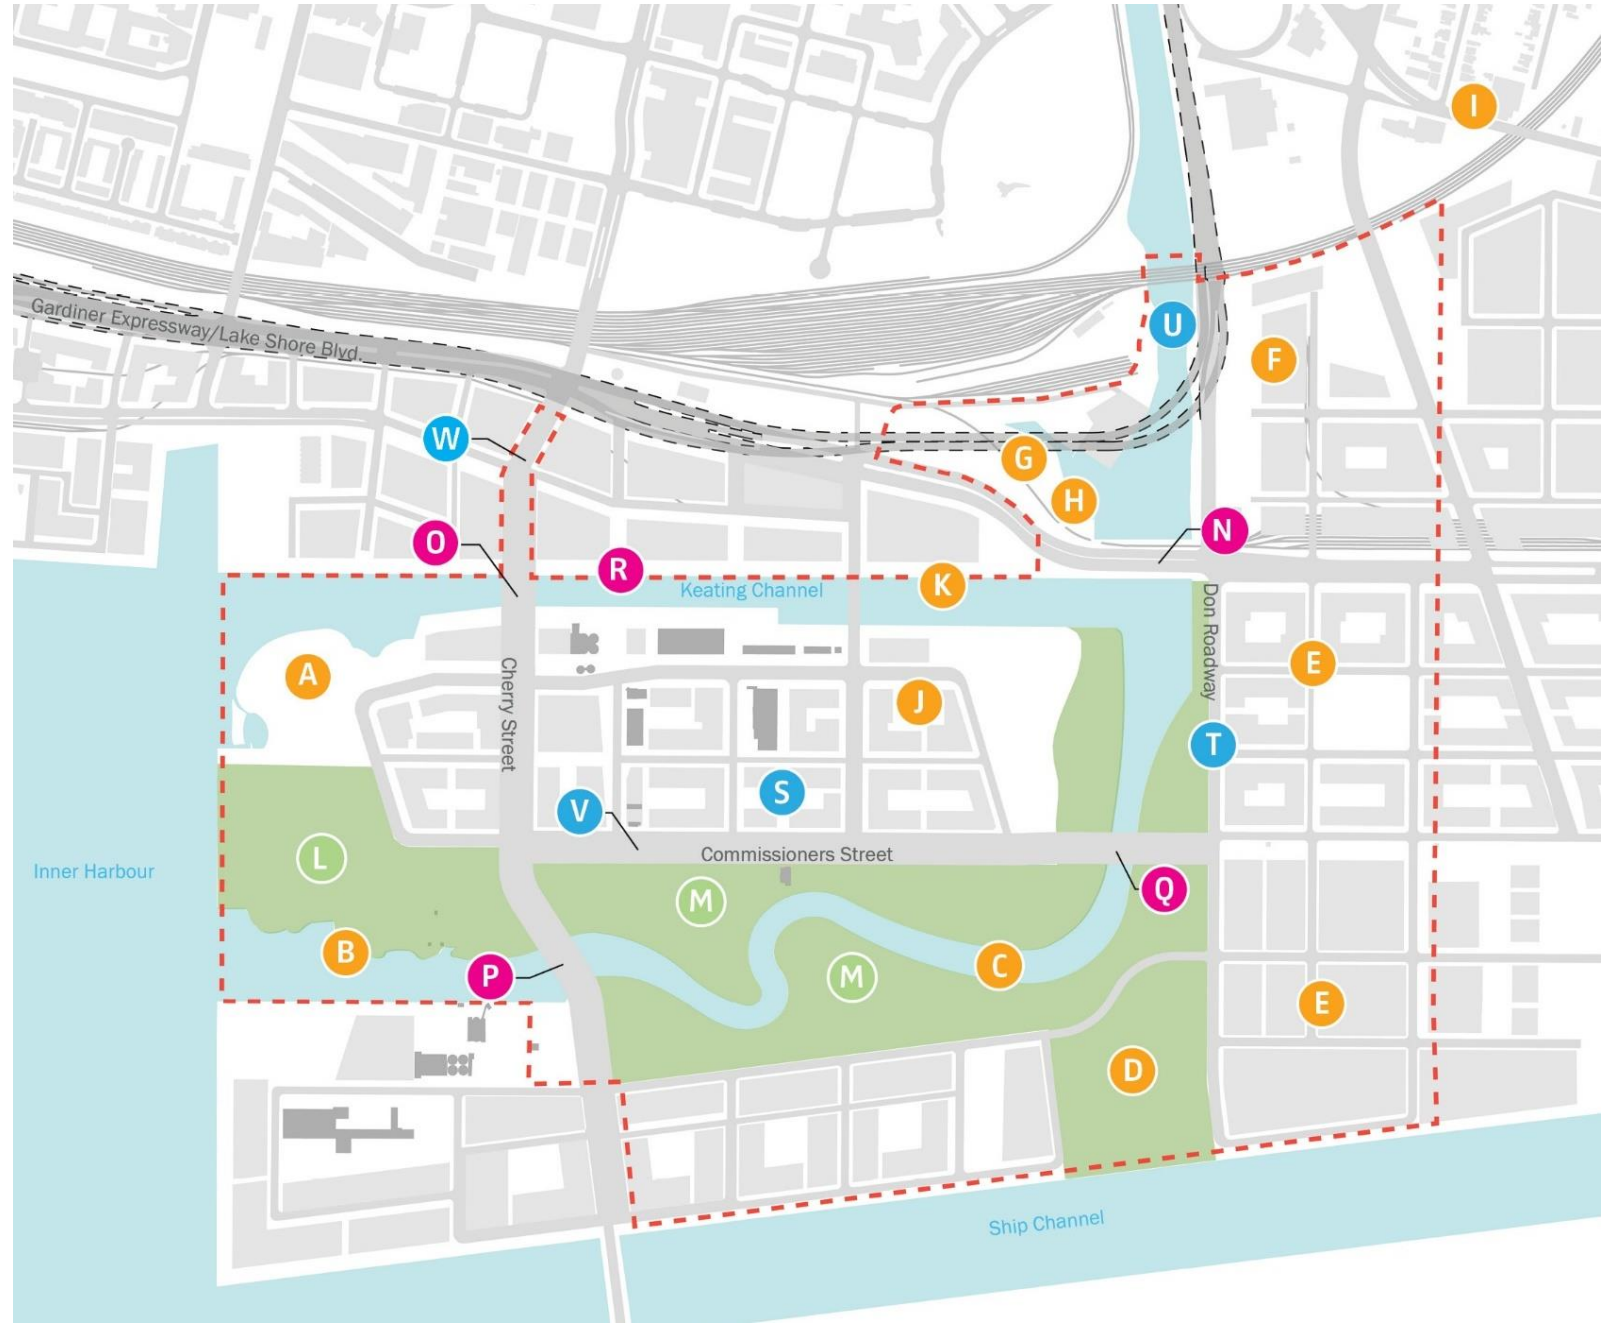 I
Gardiner Expressway/Lake Shore Blvd.
U
F
W
G
H
O
N
R
K
Keating Channel
Don Roadway
A
Cherry Street
E
J
T
V
S
Commissioners Street
L
Inner Harbour
M
Q
B
P
C
M
E
D
Ship Channel